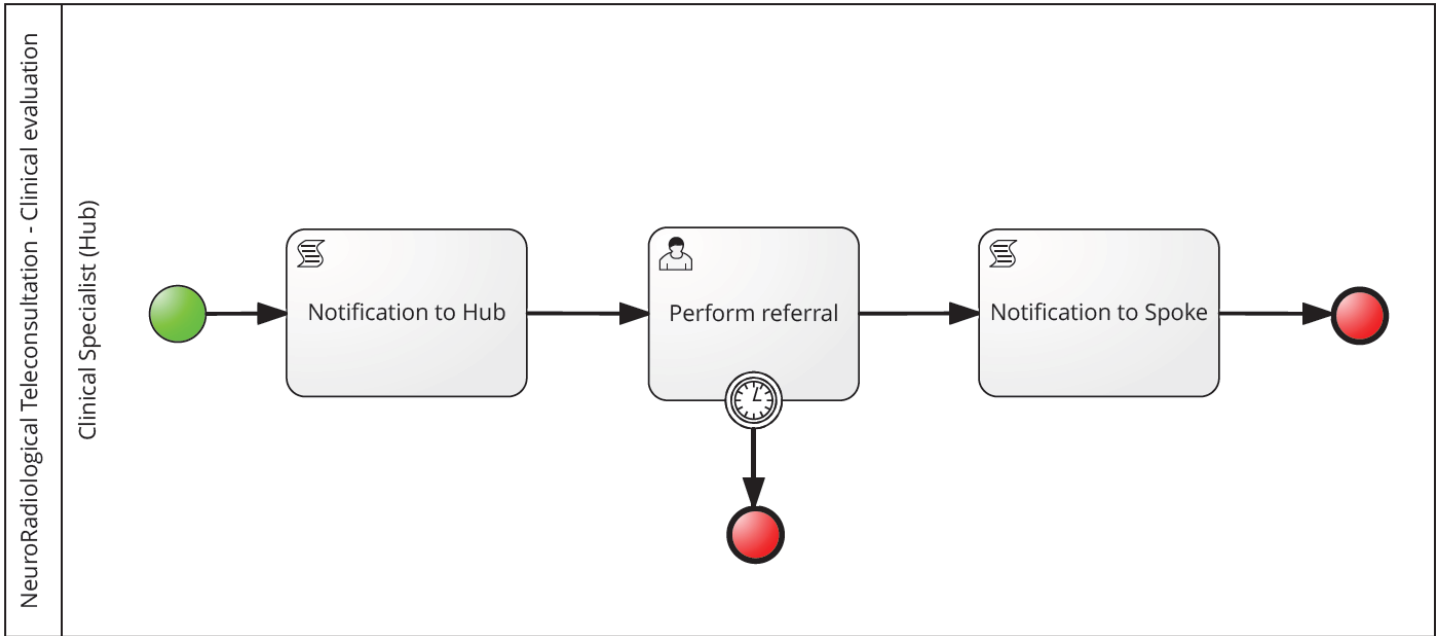 NeuroRadiological Teleconsultation - Clinical evaluation
Clinical Specialist (Hub)
Notification to Hub
Perform referral
Notification to Spoke